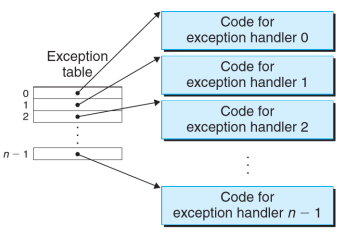 Code for
exception handler 0
Exception
table
Code for
exception handler 1
0
1
2
Code for
exception handler 2
.
.
.
.
.
.
n − 1
Code for
exception handler n − 1